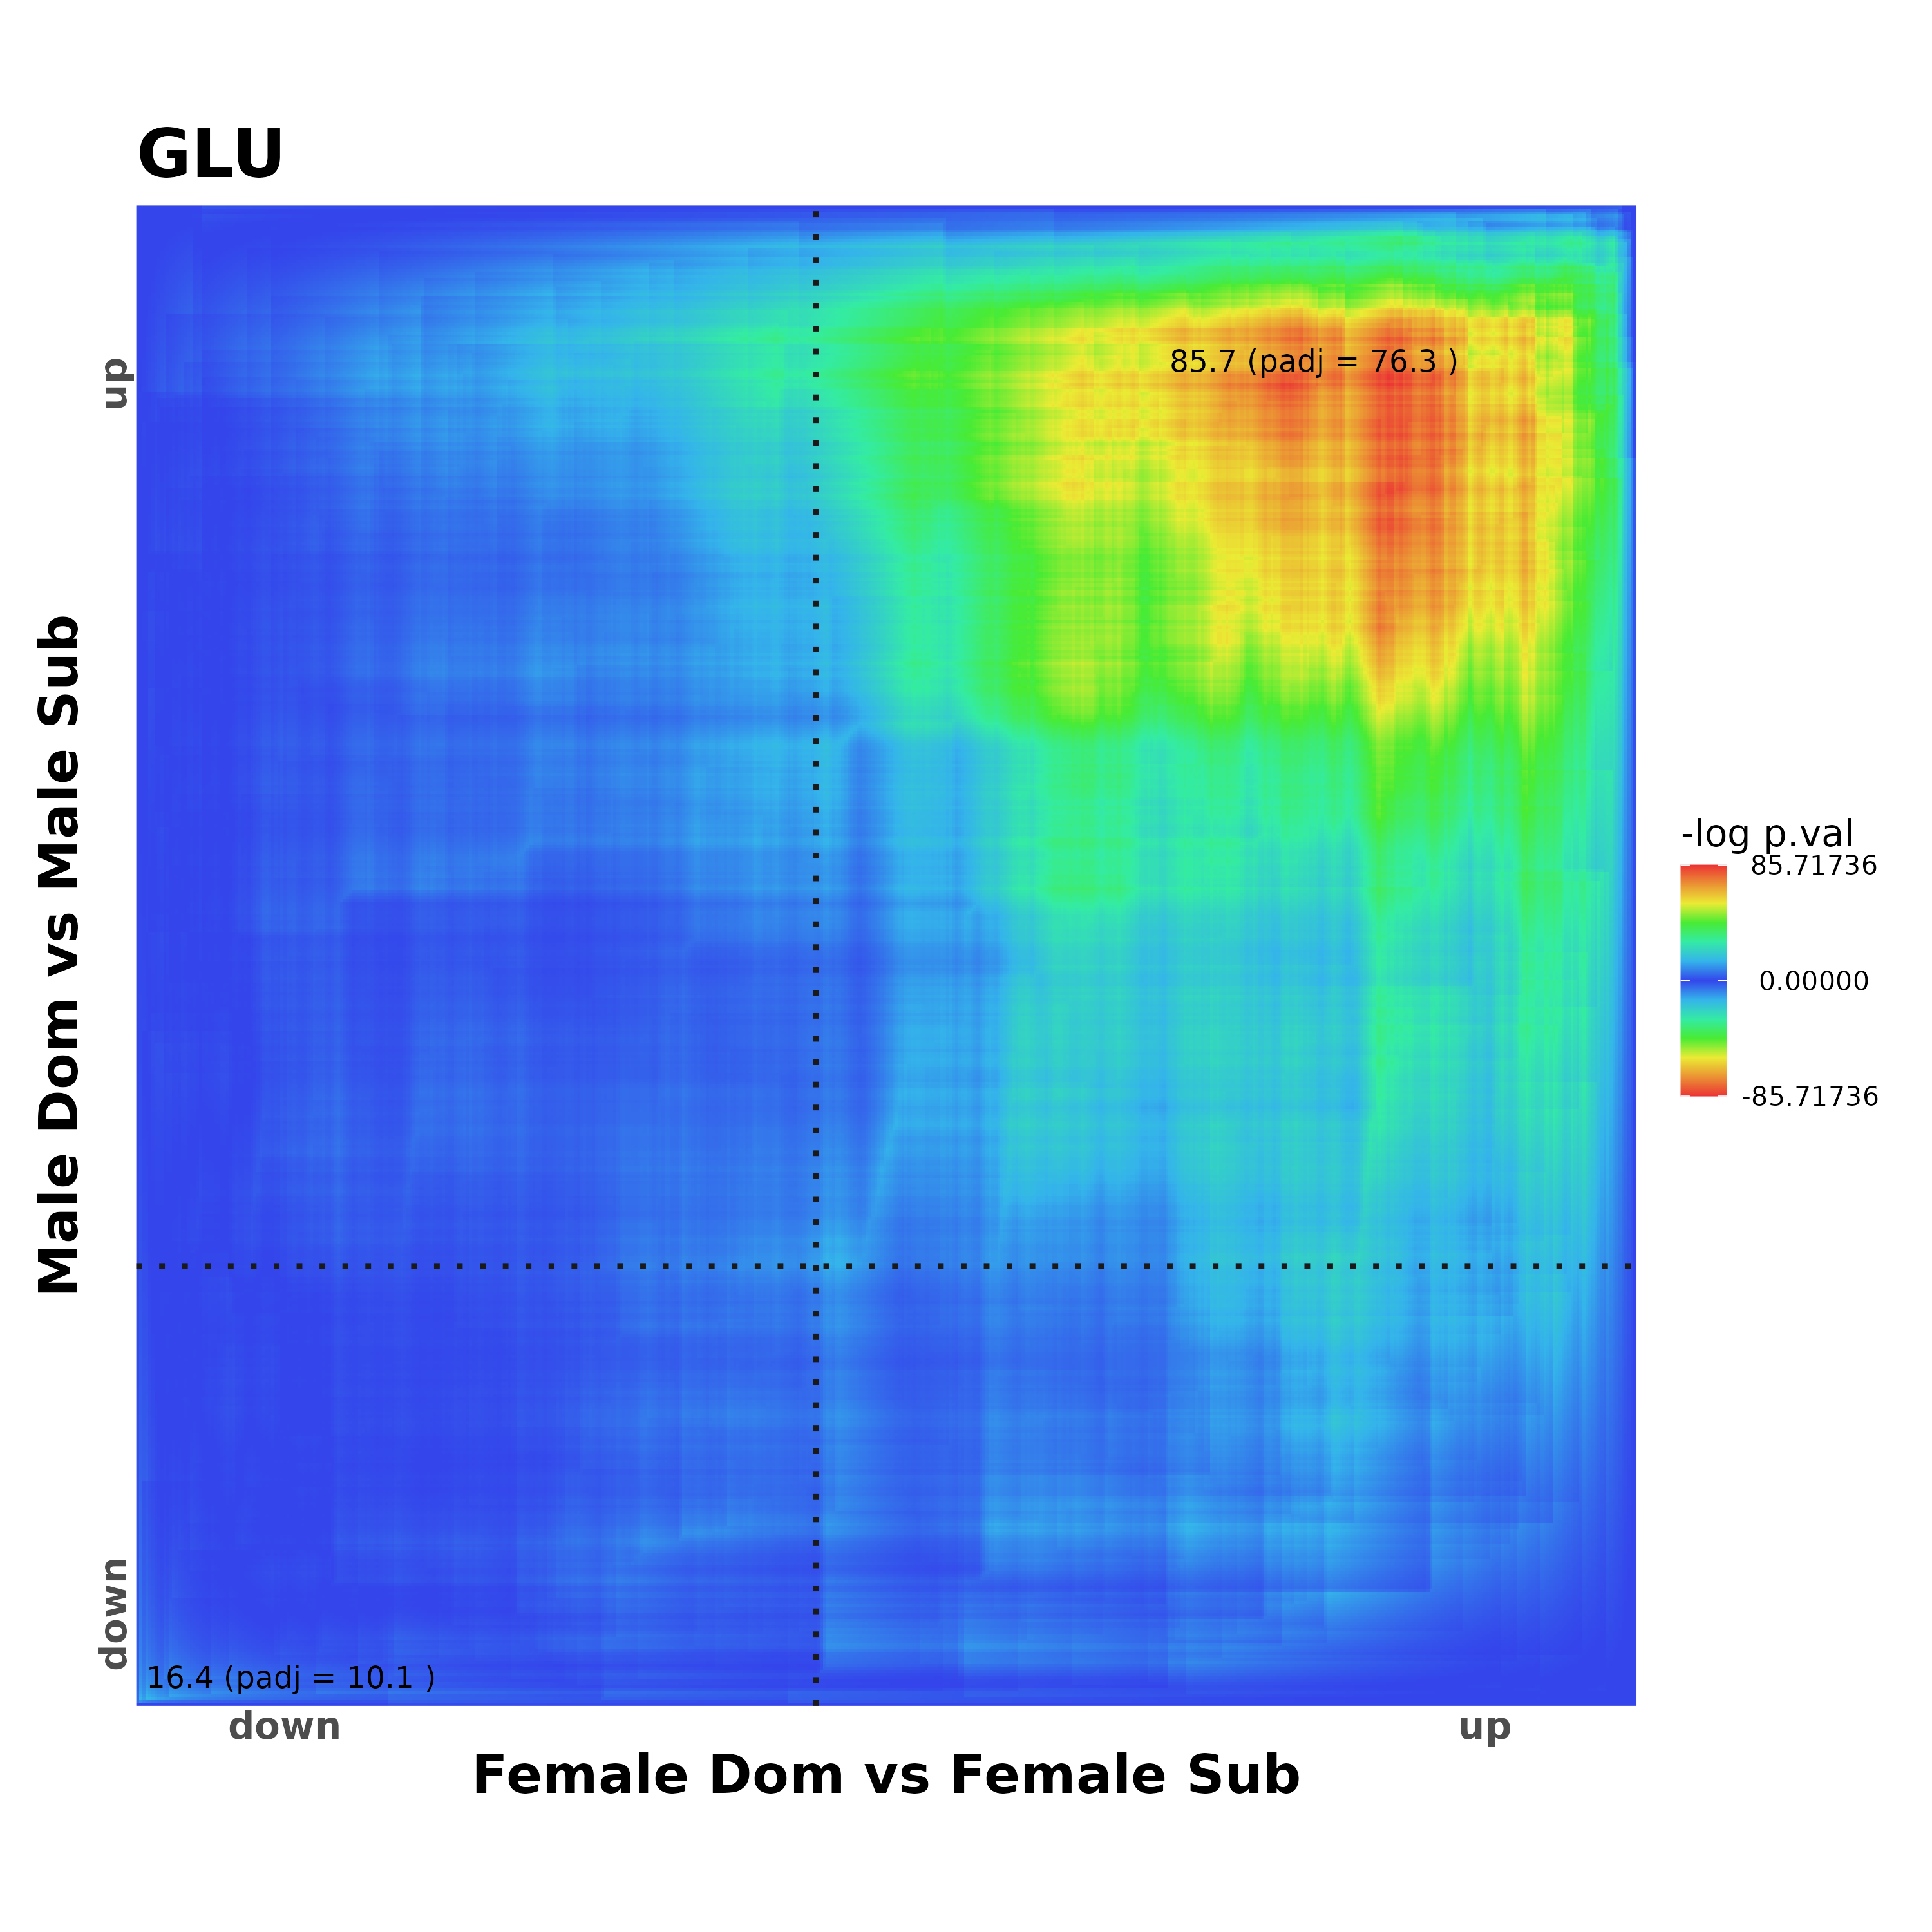 GLU
up
85.7 (padj = 76.3 )
Male Dom vs Male Sub
-log p.val
85.71736
0.00000
-85.71736
down
16.4 (padj = 10.1 )
down
up
Female Dom vs Female Sub